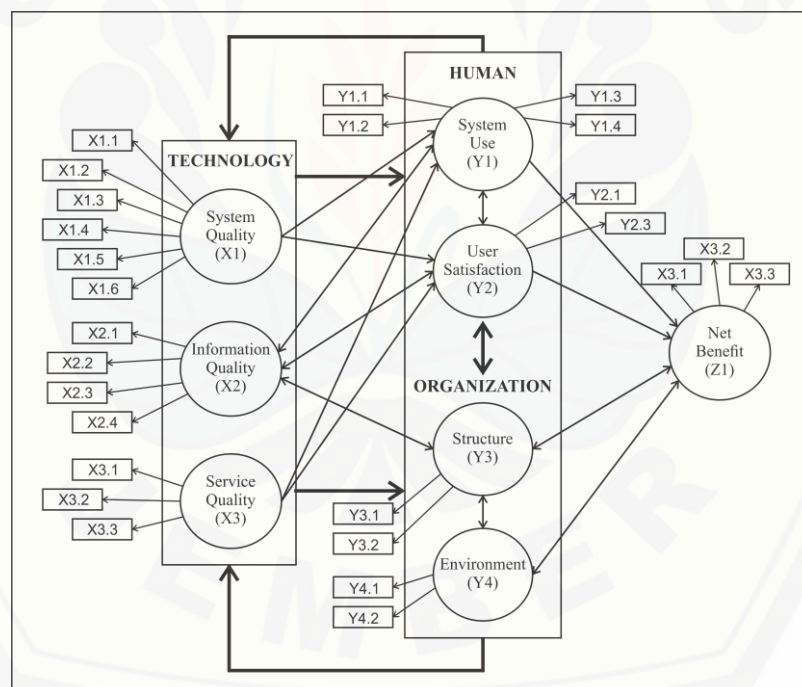 HUMAN
Y1.1
Y1.2
System
Use
(Y1)
Y1.3
Y1.4
TECHNOLOGY
X1.1
X1.2
X1.3
X1.4
X1.5
X1.6
System
Quality
(X1)
User
Satisfaction
(Y2)
Y2.1
Y2.3
X2.1
X2.2
X2.3
X2.4
Information
Quality
(X2)
X3.1
X3.2
X3.3
Net
Benefit
(Z1)
ORGANIZATION
Structure
(Y3)
Y3.1
Y3.2
X3.1
X3.2
X3.3
Service
Quality
(X3)
Environment
(Y4)
Y4.1
Y4.2
EMBER